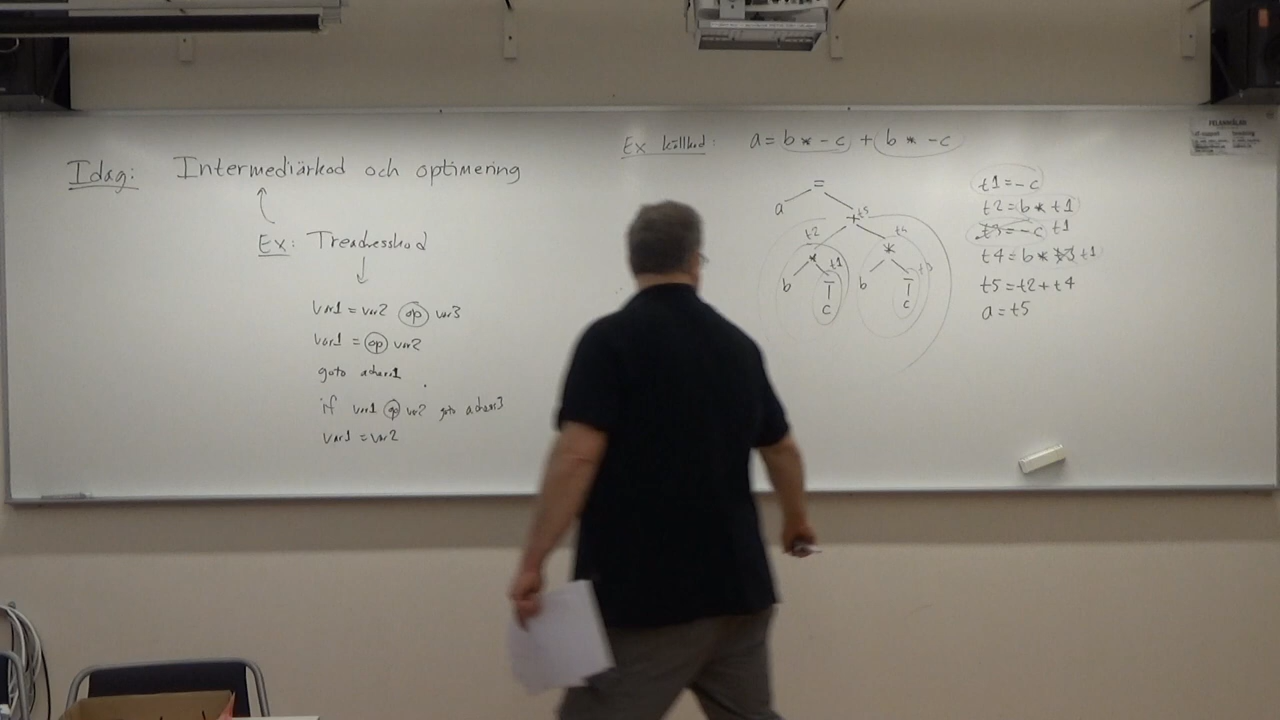 Idag: Intermediärkod och optimering
Ex: Treadresskod
var1 = var2 op var3
var1 = op var2
goto adress1
if var1 op var2 goto adress3
var1 = var2
Ex källkod: a = b * - c + b * - c
=
a + t5
t2 t4
* t1 *
b - b - t3
c c
t1 = - c
t2 = b * t1
t3 = - c t1
t4 = b * t3 t1
t5 = t2 + t4
a = t5
FELANMÄLAN